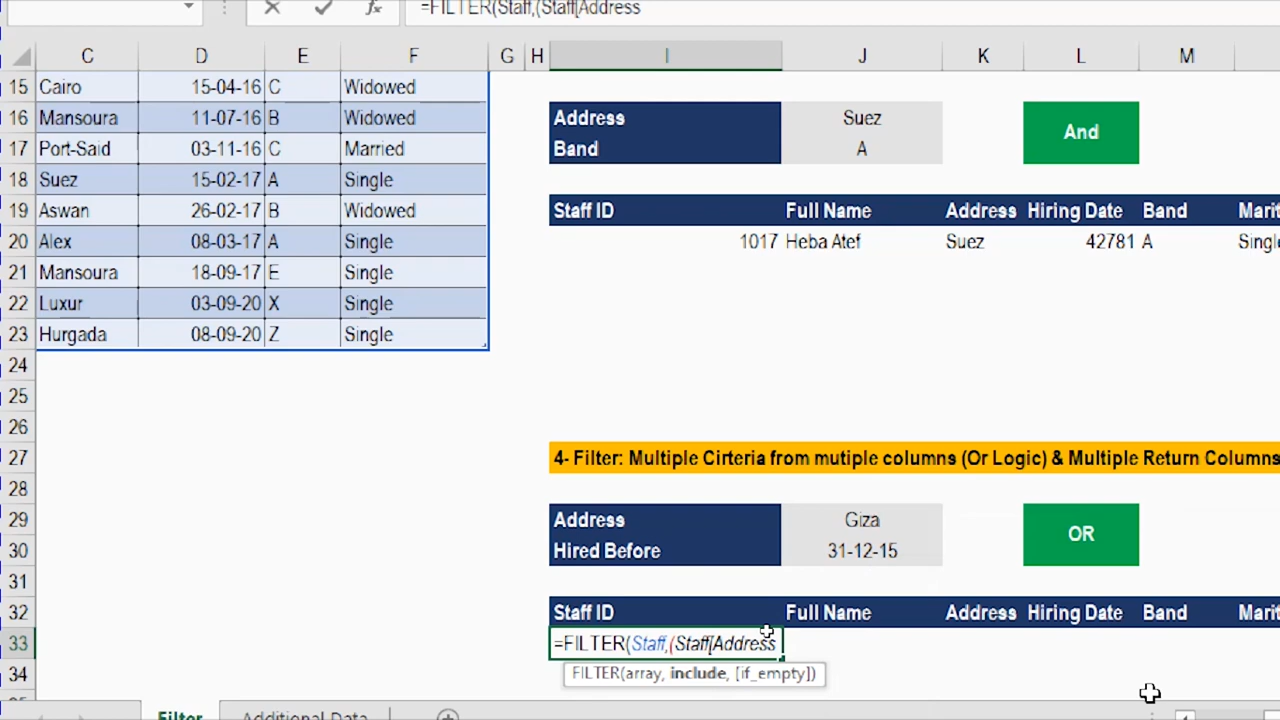 =FILTER(Staff,(Staff[Address
C D E F G H I J K L M
15 Cairo 15-04-16 C Widowed
16 Mansoura 11-07-16 B Widowed Address Suez And
17 Port-Said 03-11-16 C Married Band A
18 Suez 15-02-17 A Single
19 Aswan 26-02-17 B Widowed Staff ID Full Name Address Hiring Date Band Marit
20 Alex 08-03-17 A Single 1017 Heba Atef Suez 42781 A Single
21 Mansoura 18-09-17 E Single
22 Luxur 03-09-20 X Single
23 Hurgada 08-09-20 Z Single
24
25
26
27 4- Filter: Multiple Cirteria from mutiple columns (Or Logic) & Multiple Return Columns
28
29 Address Giza OR
30 Hired Before 31-12-15
31
32 Staff ID Full Name Address Hiring Date Band Marit
33 =FILTER(Staff,(Staff[Address
34 FILTER(array, include, [if_empty])
Filter Additional Data